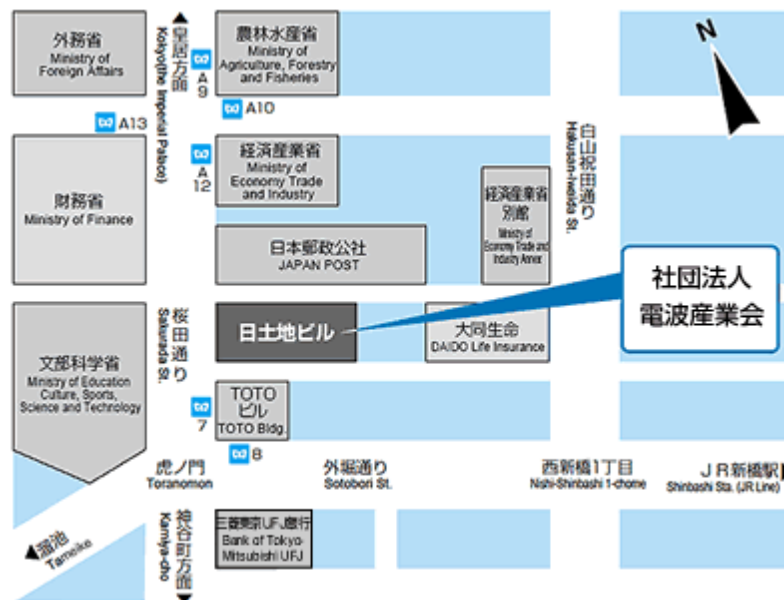 外務省
Ministry of
Foreign Affairs
▲皇居方面
Kokyo(the Imperial Palace)
A
9
農林水産省
Ministry of
Agriculture, Forestry
and Fisheries
A10
N
A13
A
12
経済産業省
Ministry of
Economy Trade
and Industry
白山祝田通り
Hakusan-Iwaida St.
財務省
Ministry of Finance
経済産業省
別館
Ministry of
Economy Trade and
Industry Annex
日本郵政公社
JAPAN POST
社団法人
電波産業会
桜田通り
Sakurada St.
日土地ビル
大同生命
DAIDO Life Insurance
文部科学省
Ministry of Education
Culture, Sports,
Science and Technology
7
TOTO
ビル
TOTO Bldg.
8
虎ノ門
Toranomon
外堀通り
Sotobori St.
西新橋1丁目
Nishi-Shinbashi 1-chome
JR新橋駅
Shinbashi Sta. (JR Line)
▲溜池
Tameike
神谷町方面▼
Kamiya-cho
三菱東京UFJ銀行
Bank of Tokyo-
Mitsubishi UFJ